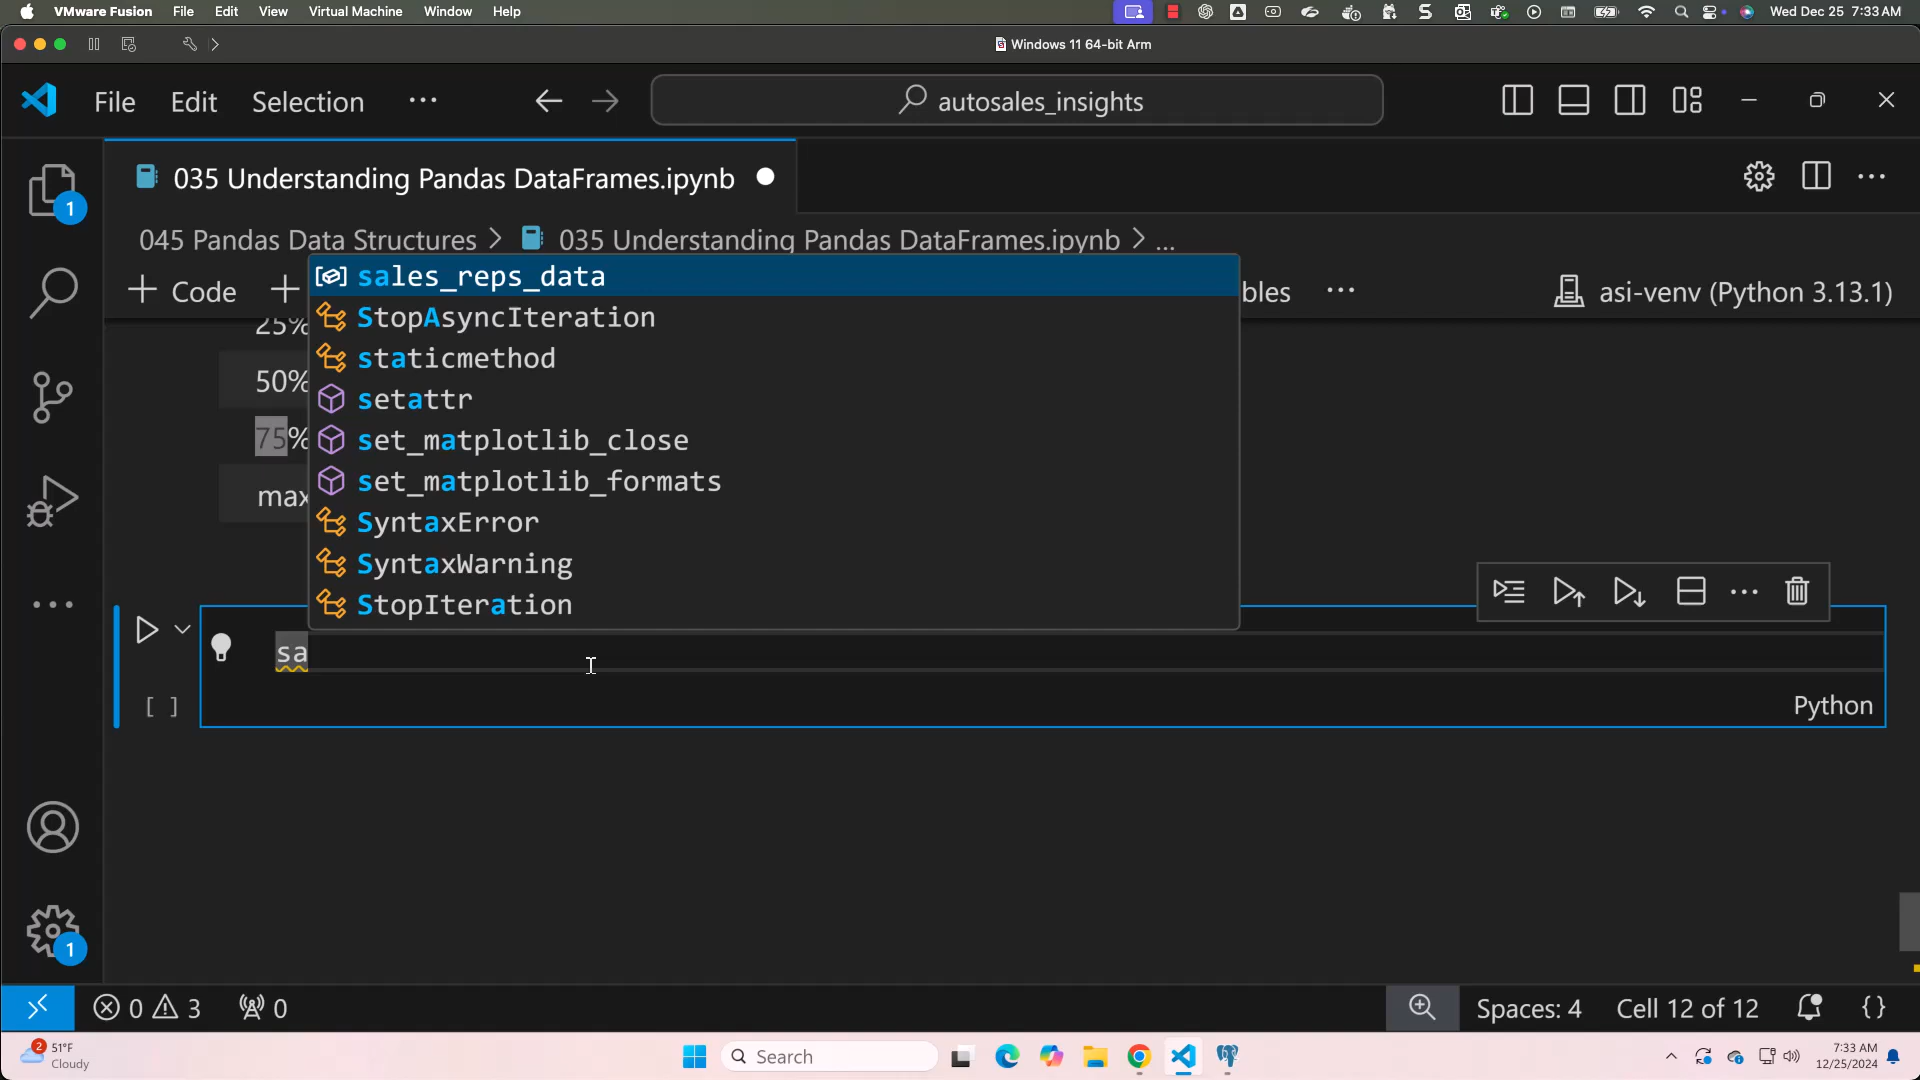 VMware Fusion File Edit View Virtual Machine Window Help Wed Dec 25 7:33 AM
Windows 11 64-bit Arm
File Edit Selection ··· autosales_insights
035 Understanding Pandas DataFrames.ipynb
045 Pandas Data Structures > 035 Understanding Pandas DataFrames.ipynb > ...
+ Code + bles ··· asi-venv (Python 3.13.1)
sales_reps_data
StopAsyncIteration
staticmethod
setattr
set_matplotlib_close
set_matplotlib_formats
SyntaxError
SyntaxWarning
StopIteration
25%
50%
75%
max
sa
[ ]
Python
1
1
0 3 0 Spaces: 4 Cell 12 of 12 {}
2 51°F
Cloudy
Search
7:33 AM
12/25/2024